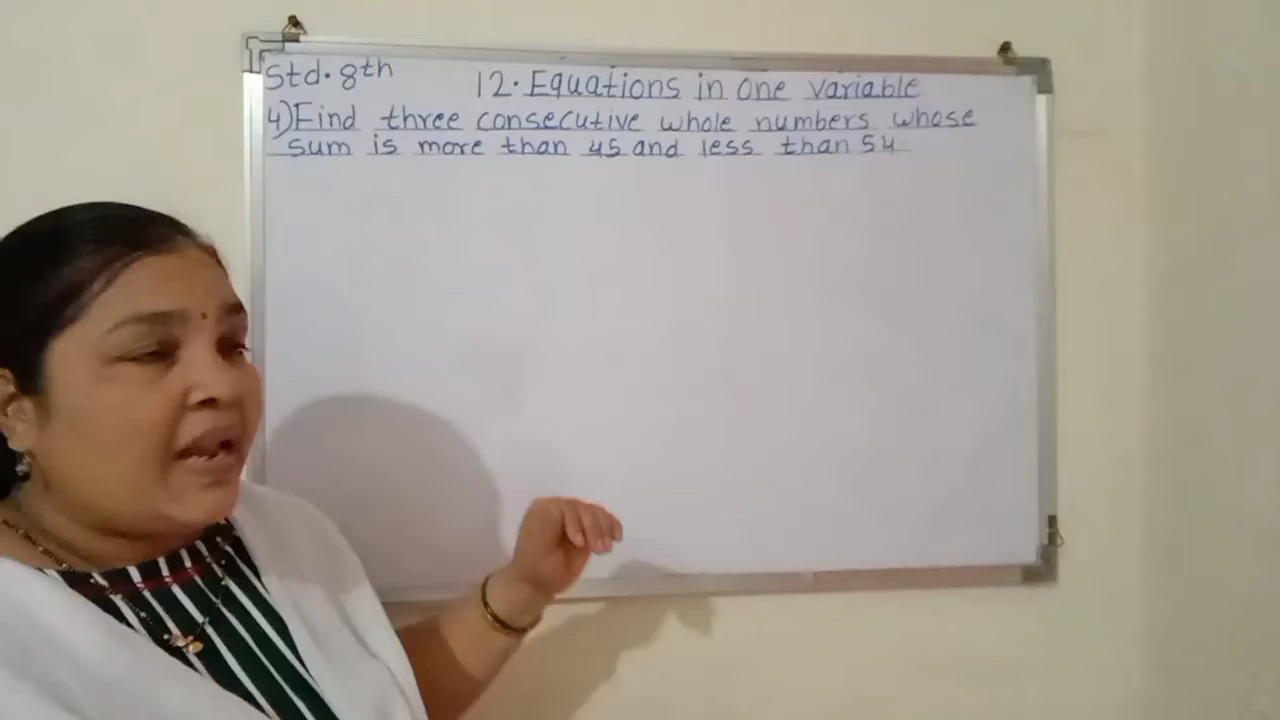 Std. 8th
12. Equations in one variable
4) Find three consecutive whole numbers whose
sum is more than 45 and less than 54